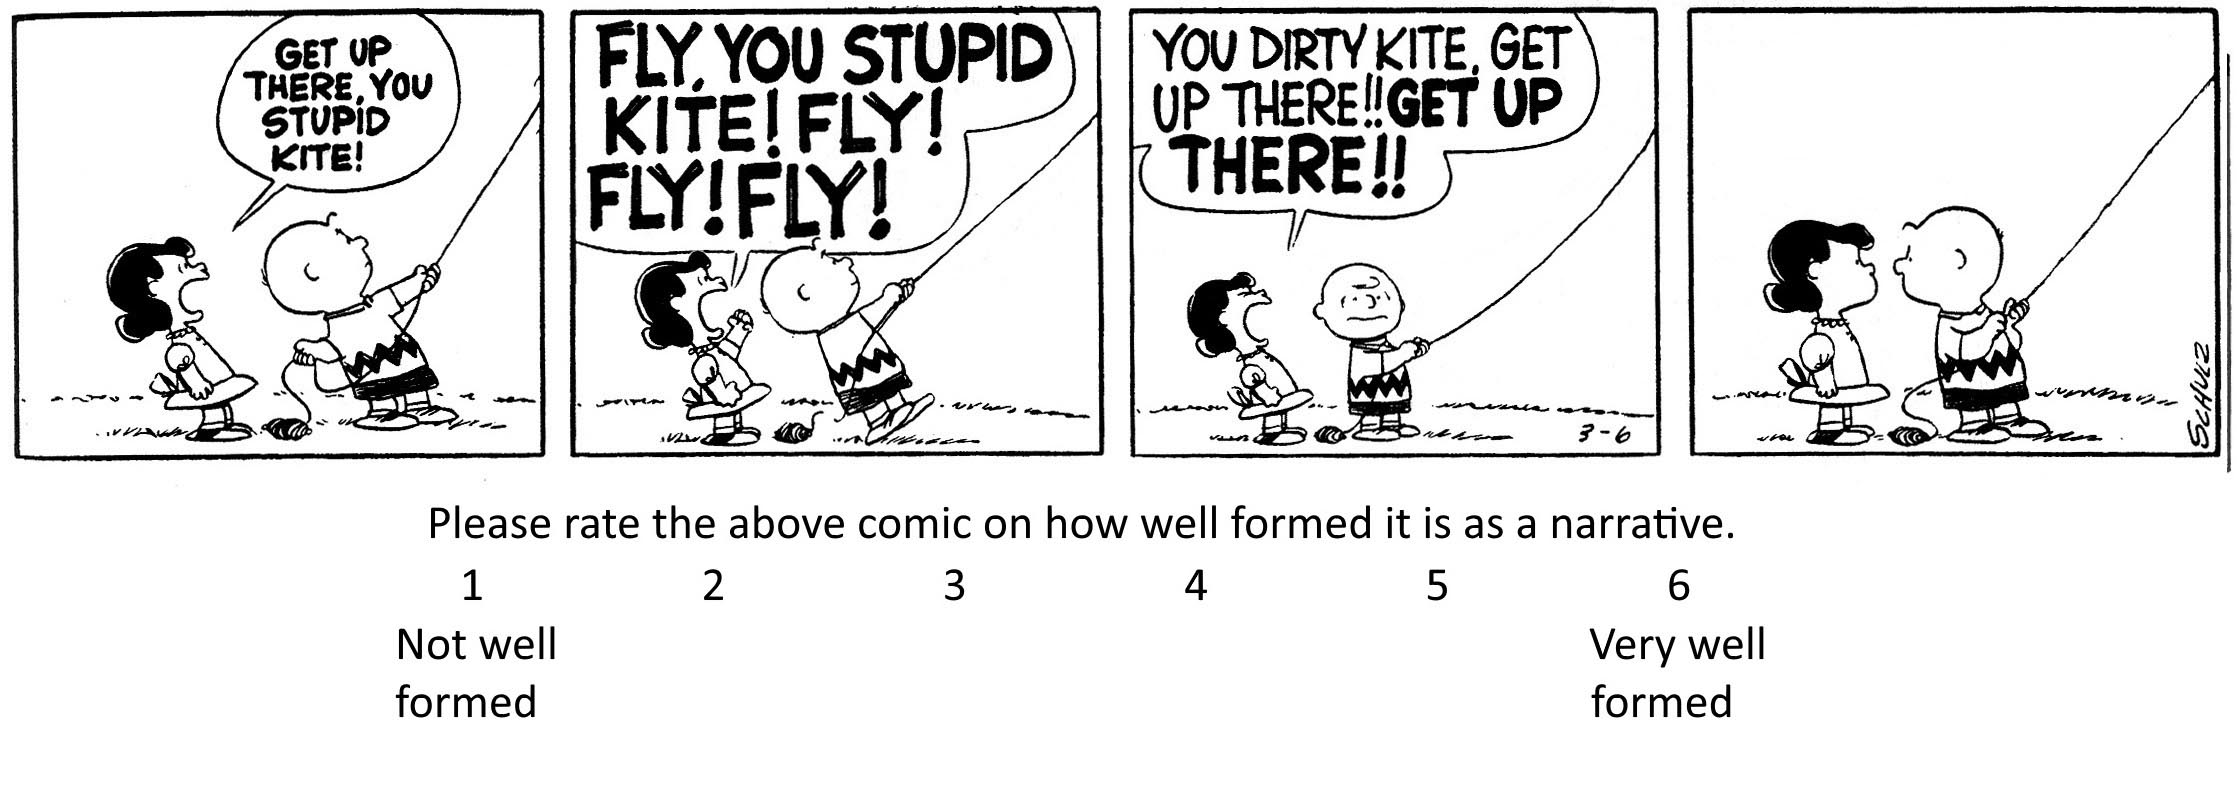 GET UP
THERE, YOU
STUPID
KITE!
FLY, YOU STUPID
KITE! FLY!
FLY! FLY!
YOU DIRTY KITE, GET
UP THERE!! GET UP
THERE!!
3-6
SCHULZ
Please rate the above comic on how well formed it is as a narrative.
1 2 3 4 5 6
Not well
formed
Very well
formed